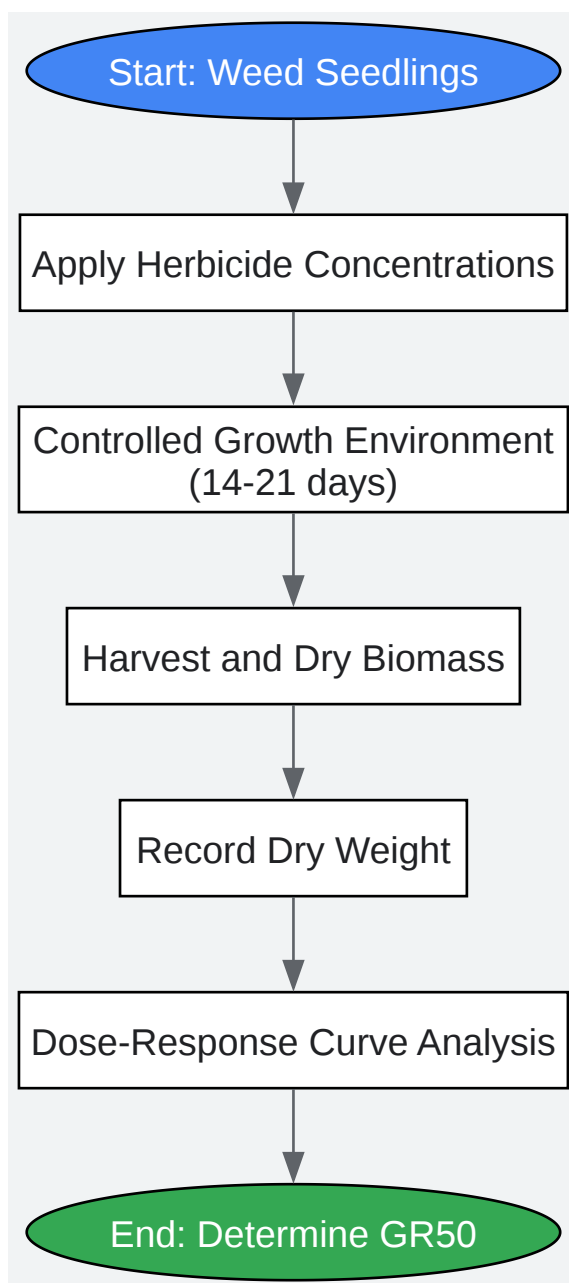 Start: Weed Seedlings
Apply Herbicide Concentrations
Controlled Growth Environment
(14-21 days)
Harvest and Dry Biomass
Record Dry Weight
Dose-Response Curve Analysis
End: Determine GR50